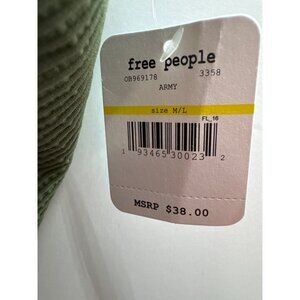 free people
OB969178 3358
ARMY
size M/L
FL_16
1 93465 30023 2
MSRP $38.00